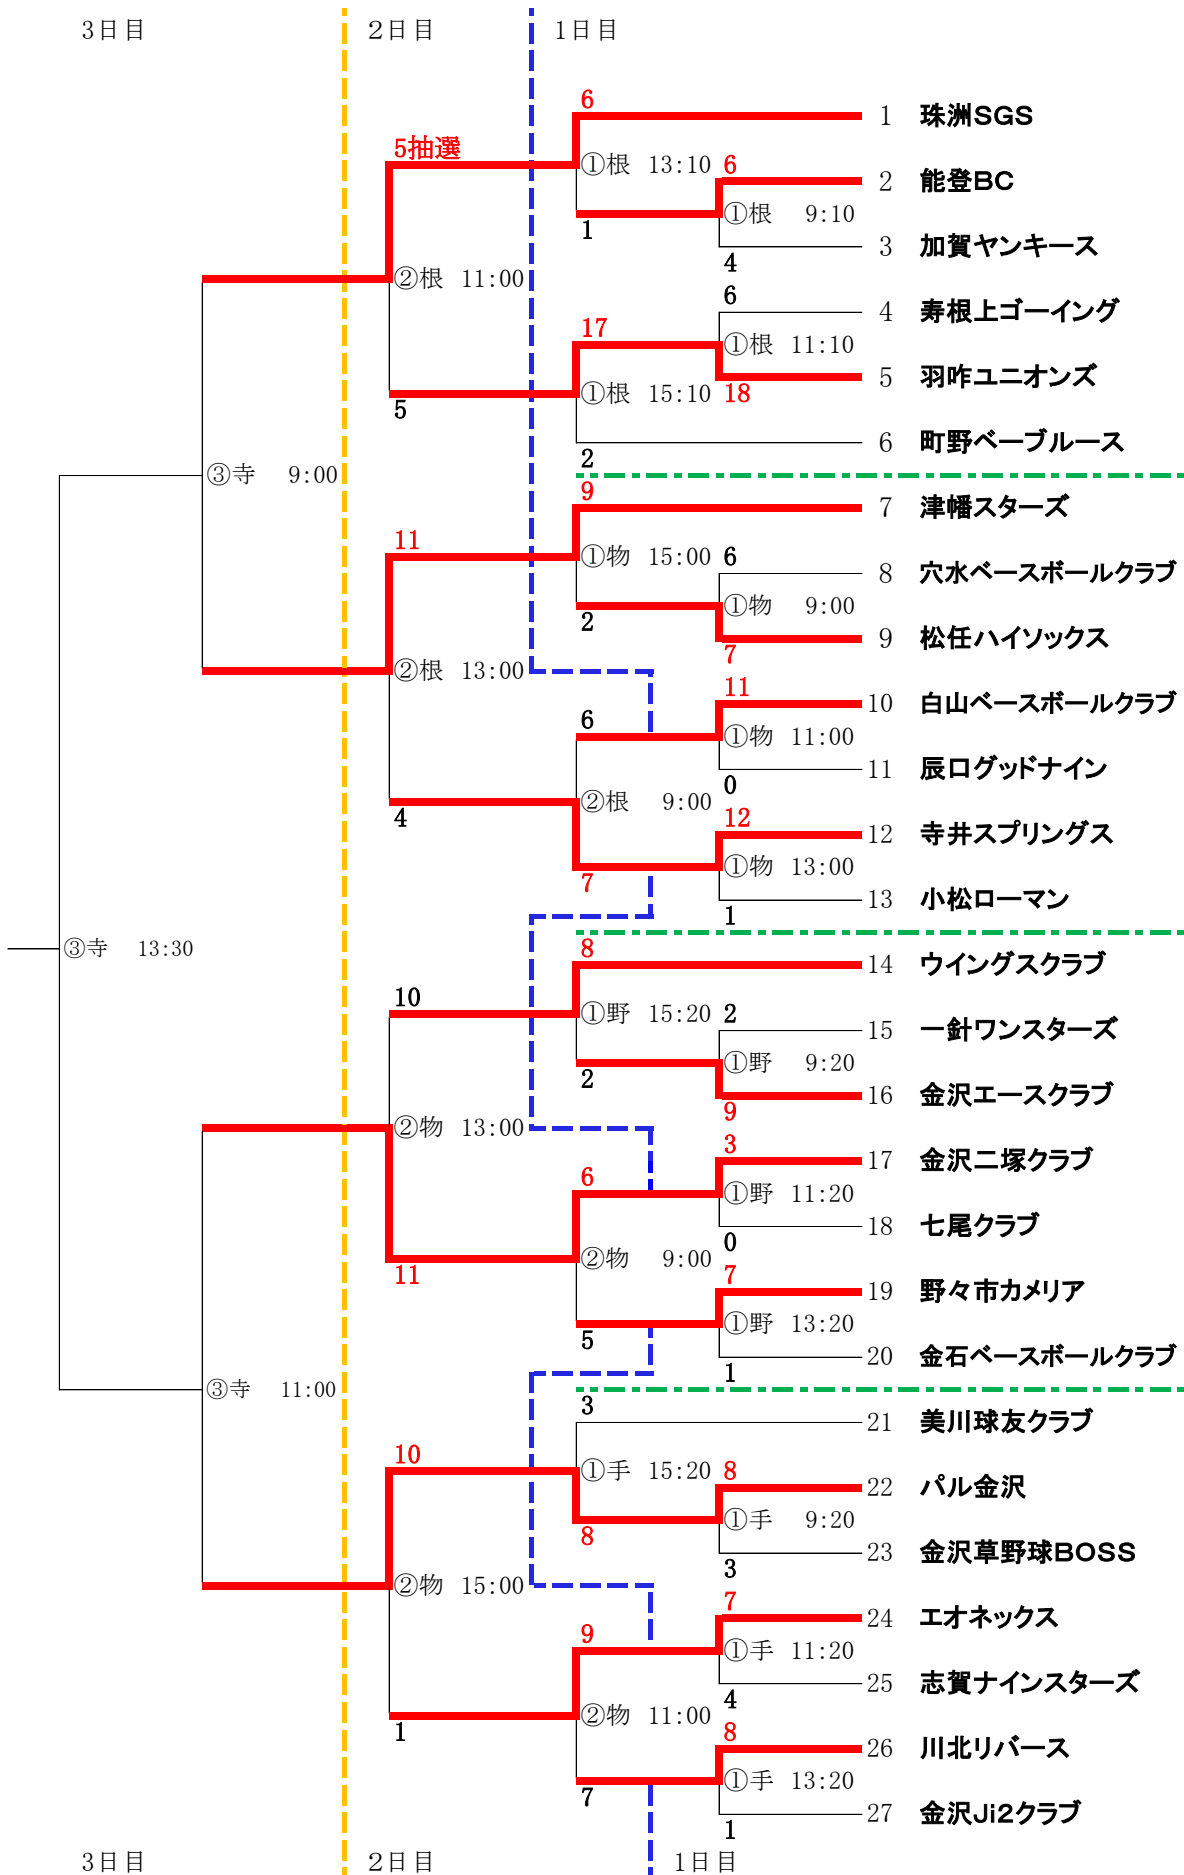 3日目 2日目 1日目
6
1 珠洲SGS
5抽選
①根 13:10 6
2 能登BC
①根 9:10
1
3 加賀ヤンキース
4
②根 11:00
6
4 寿根上ゴーイング
17
①根 11:10
5 羽咋ユニオンズ
①根 15:10 18
5
6 町野ベーブルース
2
③寺 9:00
9
7 津幡スターズ
11
①物 15:00 6
8 穴水ベースボールクラブ
①物 9:00
2
9 松任ハイソックス
7
②根 13:00
11
10 白山ベースボールクラブ
6
①物 11:00
11 辰口グッドナイン
0
②根 9:00
4
12
12 寺井スプリングス
①物 13:00
7
13 小松ローマン
1
③寺 13:30
8
14 ウイングスクラブ
10
①野 15:20 2
15 一針ワンスターズ
①野 9:20
2
16 金沢エースクラブ
9
②物 13:00
3
17 金沢二塚クラブ
6
①野 11:20
18 七尾クラブ
0
②物 9:00
11
7
19 野々市カメリア
①野 13:20
5
20 金石ベースボールクラブ
1
③寺 11:00
3
21 美川球友クラブ
10
①手 15:20 8
22 パル金沢
①手 9:20
8
23 金沢草野球BOSS
3
②物 15:00
7
24 エオネックス
9
①手 11:20
25 志賀ナインスターズ
4
②物 11:00
1
8
26 川北リバース
①手 13:20
7
27 金沢Ji2クラブ
1
3日目 2日目 1日目